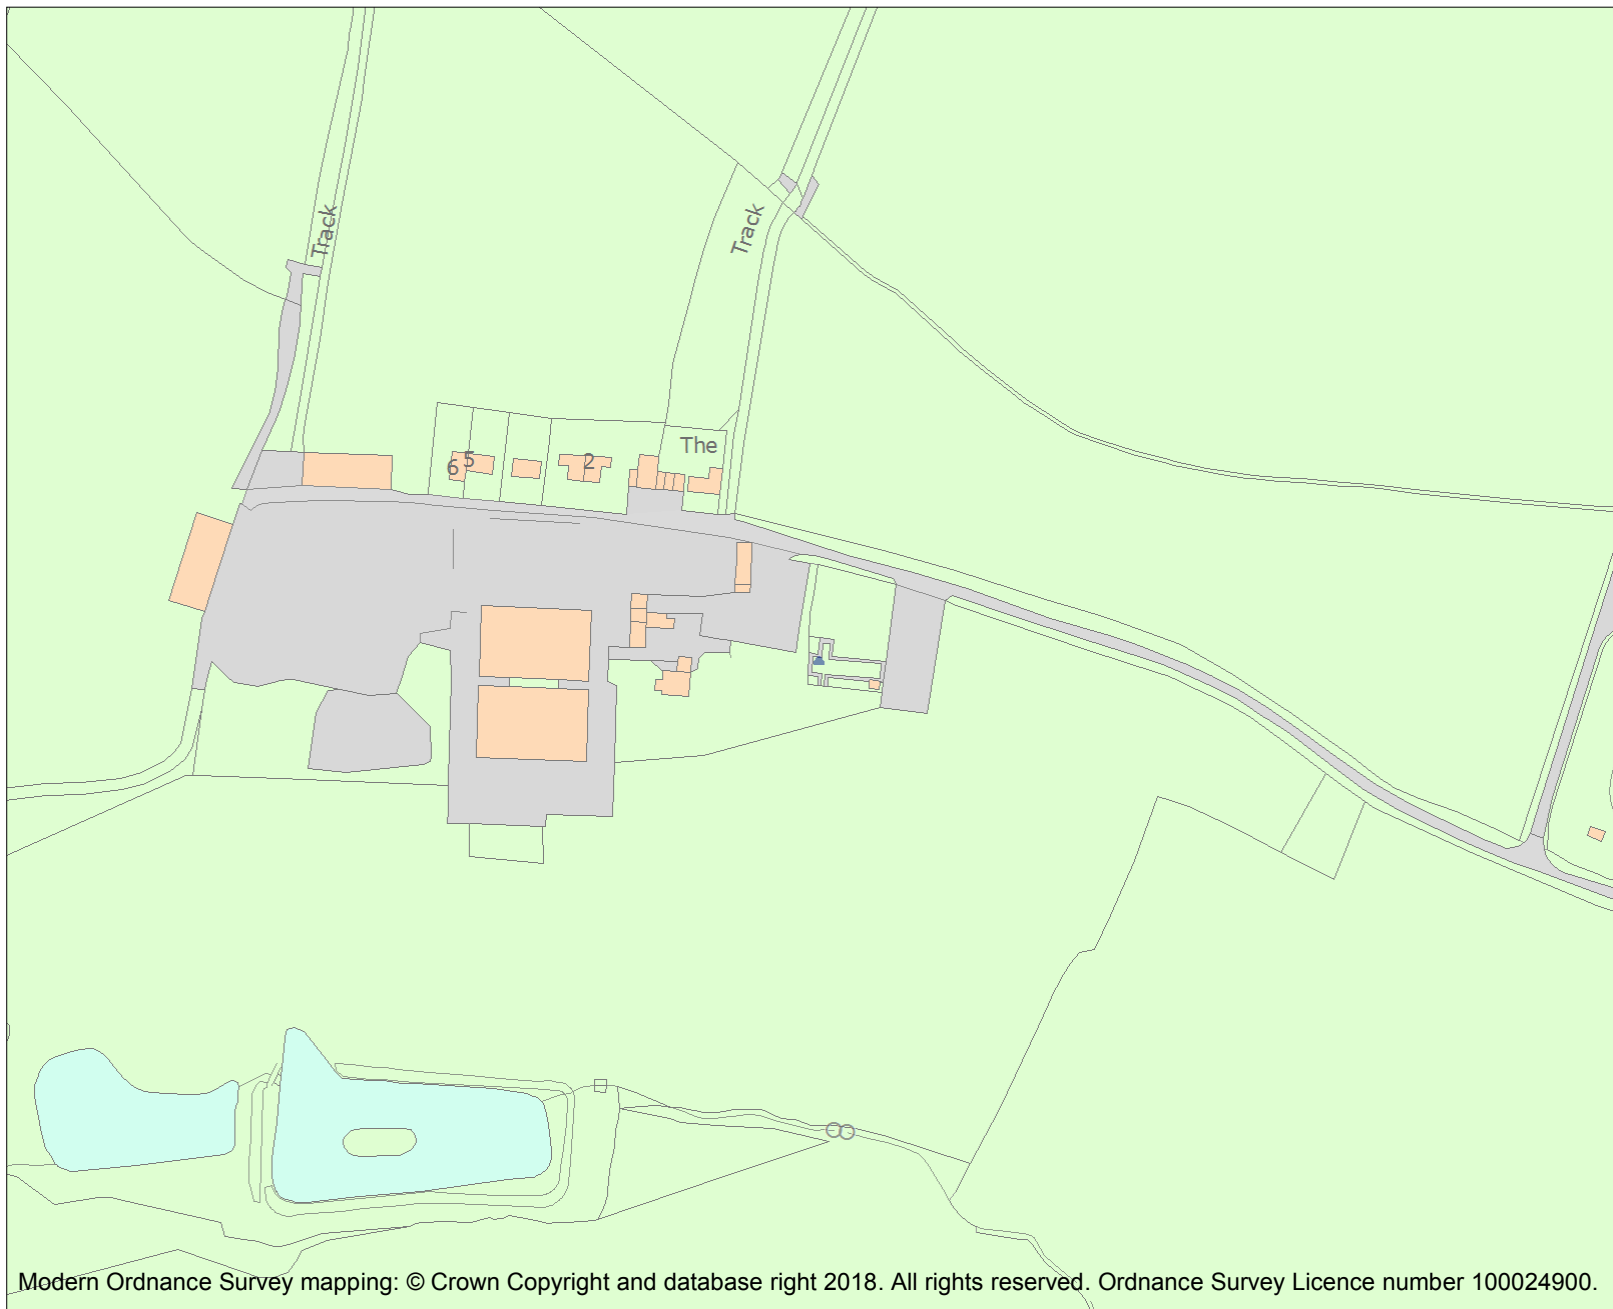 Track
Track
The
6
5
2
Modern Ordnance Survey mapping: © Crown Copyright and database right 2018. All rights reserved. Ordnance Survey Licence number 100024900.